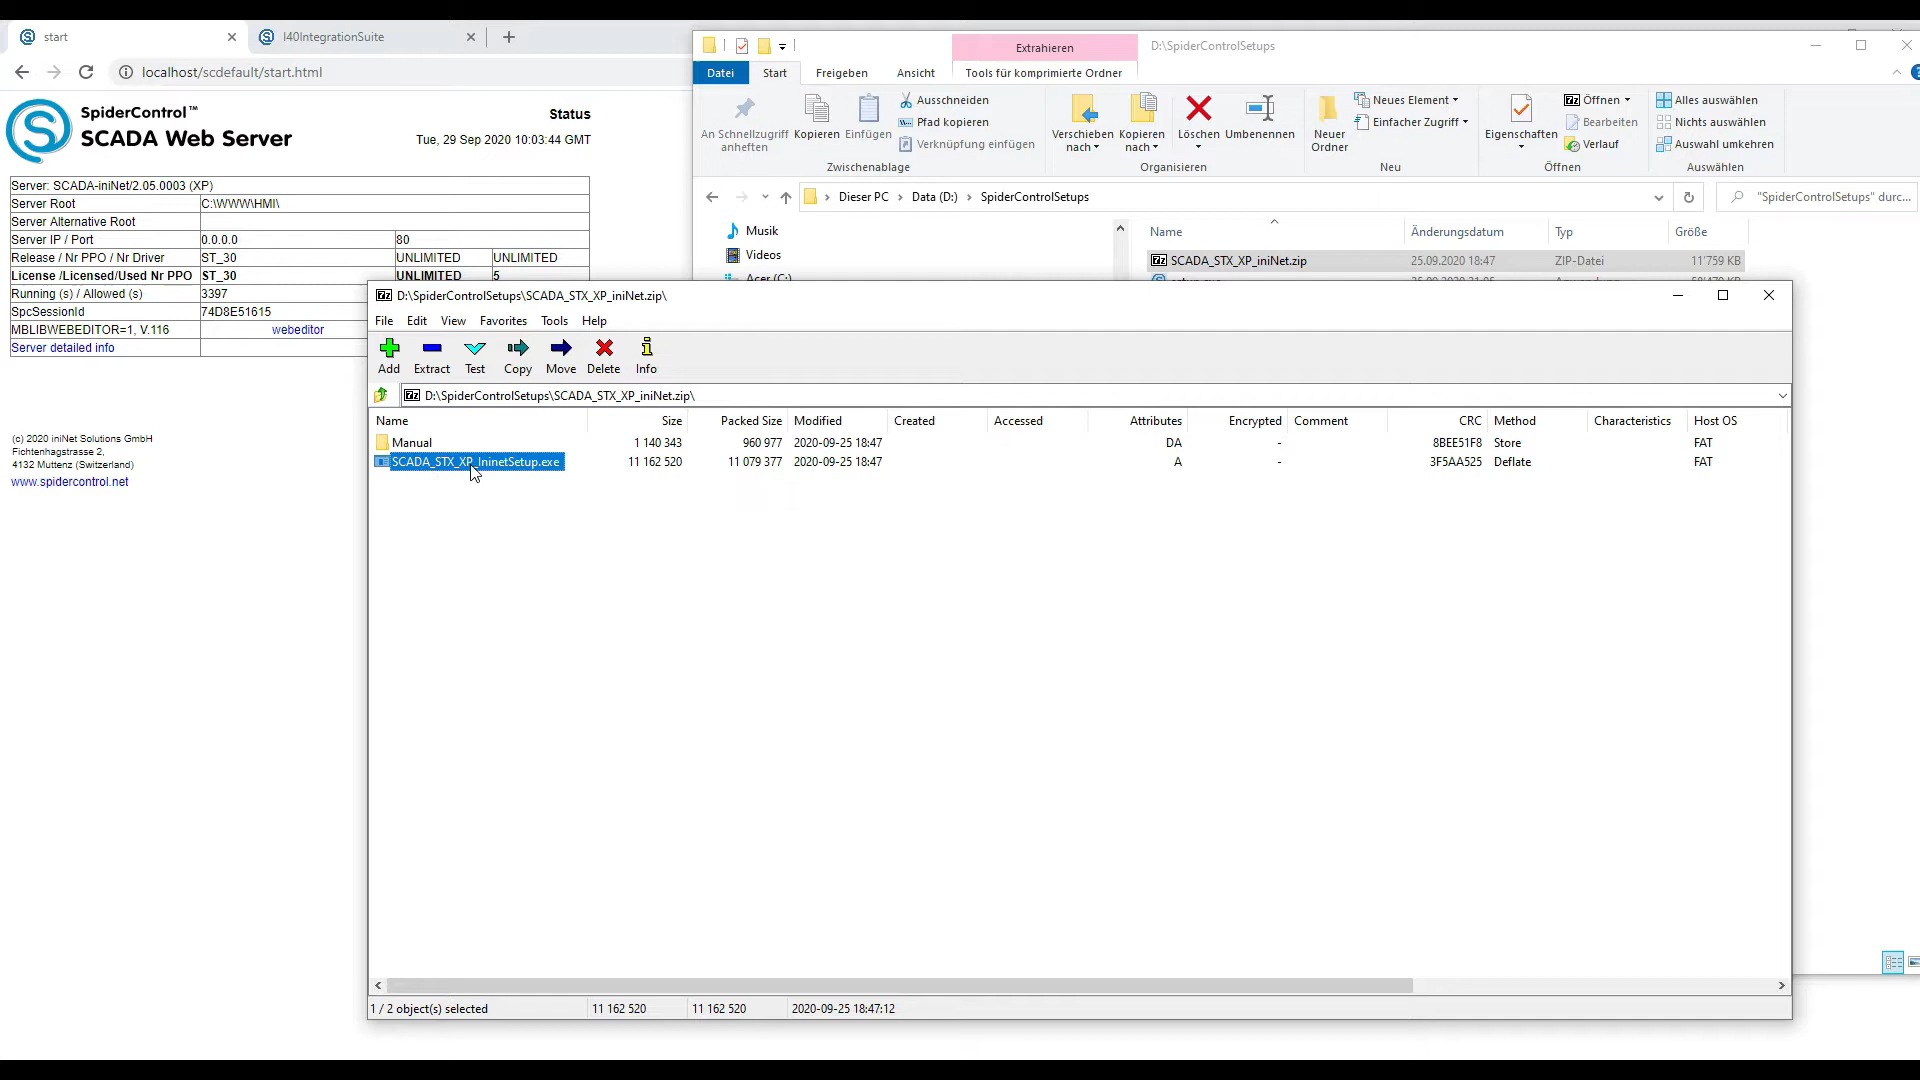 start
I40IntegrationSuite
localhost/scdefault/start.html
SpiderControl™
SCADA Web Server
Status
Tue, 29 Sep 2020 10:03:44 GMT
Server: SCADA-iniNet/2.05.0003 (XP)
Server Root C:\WWW\HMI\
Server Alternative Root
Server IP / Port 0.0.0.0 80
Release / Nr PPO / Nr Driver ST_30 UNLIMITED UNLIMITED
License /Licensed/Used Nr PPO ST_30 UNLIMITED 5
Running (s) / Allowed (s) 3397
SpcSessionId 74D8E51615
MBLIBWEBEDITOR=1, V.116 webeditor
Server detailed info
(c) 2020 iniNet Solutions GmbH
Fichtenhagstrasse 2,
4132 Muttenz (Switzerland)
www.spidercontrol.net
Extrahieren D:\SpiderControlSetups
Datei Start Freigeben Ansicht Tools für komprimierte Ordner
An Schnellzugriff
anheften
Kopieren
Einfügen
Ausschneiden
Pfad kopieren
Verknüpfung einfügen
Zwischenablage
Verschieben
nach
Kopieren
nach
Löschen
Umbenennen
Organisieren
Neuer
Ordner
Neues Element
Einfacher Zugriff
Neu
Eigenschaften
Öffnen
Bearbeiten
Verlauf
Öffnen
Alles auswählen
Nichts auswählen
Auswahl umkehren
Auswählen
Dieser PC Data (D:) SpiderControlSetups
"SpiderControlSetups" durc...
Musik
Videos
Acer (C:)
Name Änderungsdatum Typ Größe
SCADA_STX_XP_iniNet.zip 25.09.2020 18:47 ZIP-Datei 11'759 KB
D:\SpiderControlSetups\SCADA_STX_XP_iniNet.zip\
File Edit View Favorites Tools Help
Add Extract Test Copy Move Delete Info
D:\SpiderControlSetups\SCADA_STX_XP_iniNet.zip\
Name Size Packed Size Modified Created Accessed Attributes Encrypted Comment CRC Method Characteristics Host OS
Manual 1 140 343 960 977 2020-09-25 18:47 DA - 8BEE51F8 Store FAT
SCADA_STX_XP_IninetSetup.exe 11 162 520 11 079 377 2020-09-25 18:47 A - 3F5AA525 Deflate FAT
1 / 2 object(s) selected 11 162 520 11 162 520 2020-09-25 18:47:12